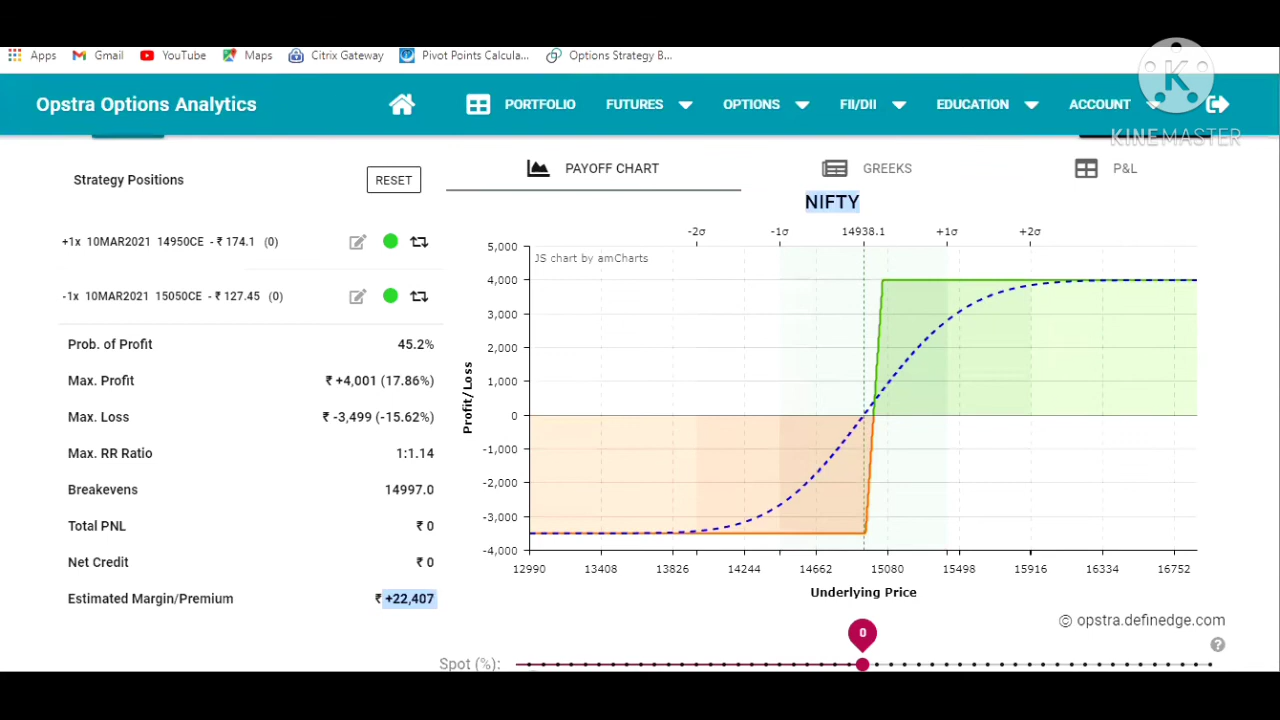 Apps Gmail YouTube Maps Citrix Gateway Pivot Points Calcula... Options Strategy B...
Opstra Options Analytics PORTFOLIO FUTURES OPTIONS FII/DII EDUCATION ACCOUNT
K
KINEMASTER
Strategy Positions RESET
+1x 10MAR2021 14950CE - ₹ 174.1 (0)
-1x 10MAR2021 15050CE - ₹ 127.45 (0)
Prob. of Profit 45.2%
Max. Profit ₹ +4,001 (17.86%)
Max. Loss ₹ -3,499 (-15.62%)
Max. RR Ratio 1:1.14
Breakevens 14997.0
Total PNL ₹ 0
Net Credit ₹ 0
Estimated Margin/Premium ₹ +22,407
PAYOFF CHART GREEKS P&L
NIFTY
-2σ -1σ 14938.1 +1σ +2σ
JS chart by amCharts
Profit/Loss
5,000
4,000
3,000
2,000
1,000
0
-1,000
-2,000
-3,000
-4,000
12990 13408 13826 14244 14662 15080 15498 15916 16334 16752
Underlying Price
© opstra.definedge.com
?
0
Spot (%):